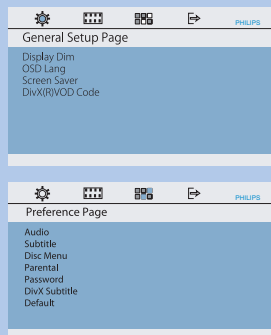 PHILIPS
General Setup Page
Display Dim
OSD Lang
Screen Saver
DivX(R)VOD Code
PHILIPS
Preference Page
Audio
Subtitle
Disc Menu
Parental
Password
DivX Subtitle
Default